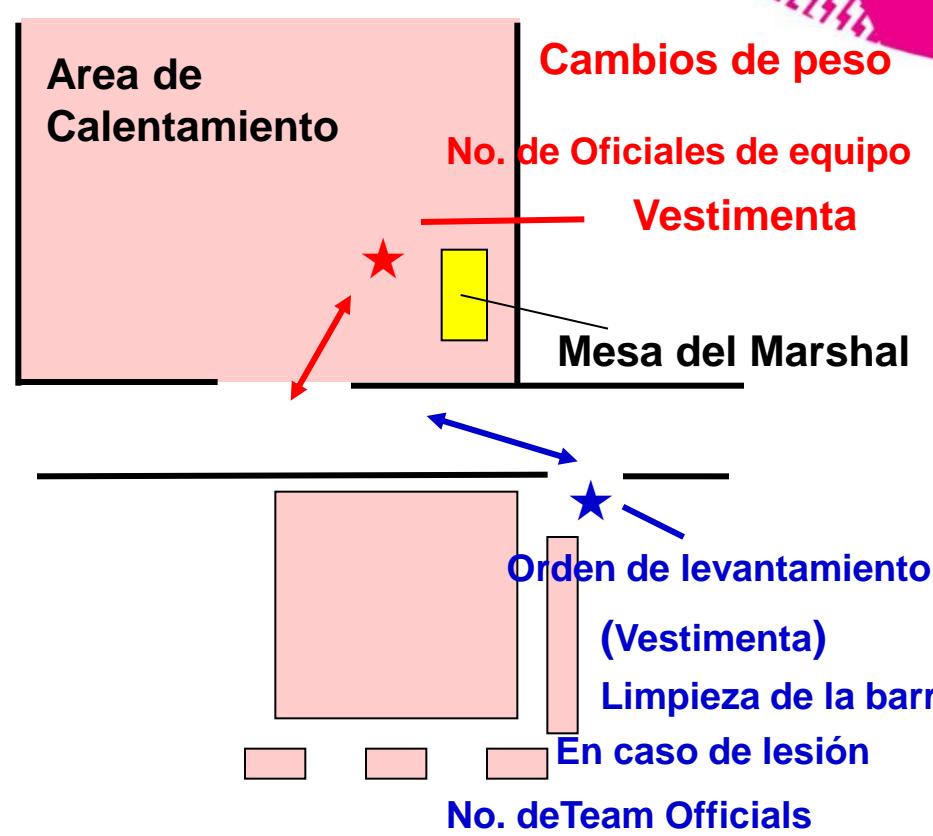 Area de
Calentamiento
Cambios de peso
No. de Oficiales de equipo
Vestimenta
Mesa del Marshal
Orden de levantamiento
(Vestimenta)
Limpieza de la barr
En caso de lesión
No. deTeam Officials